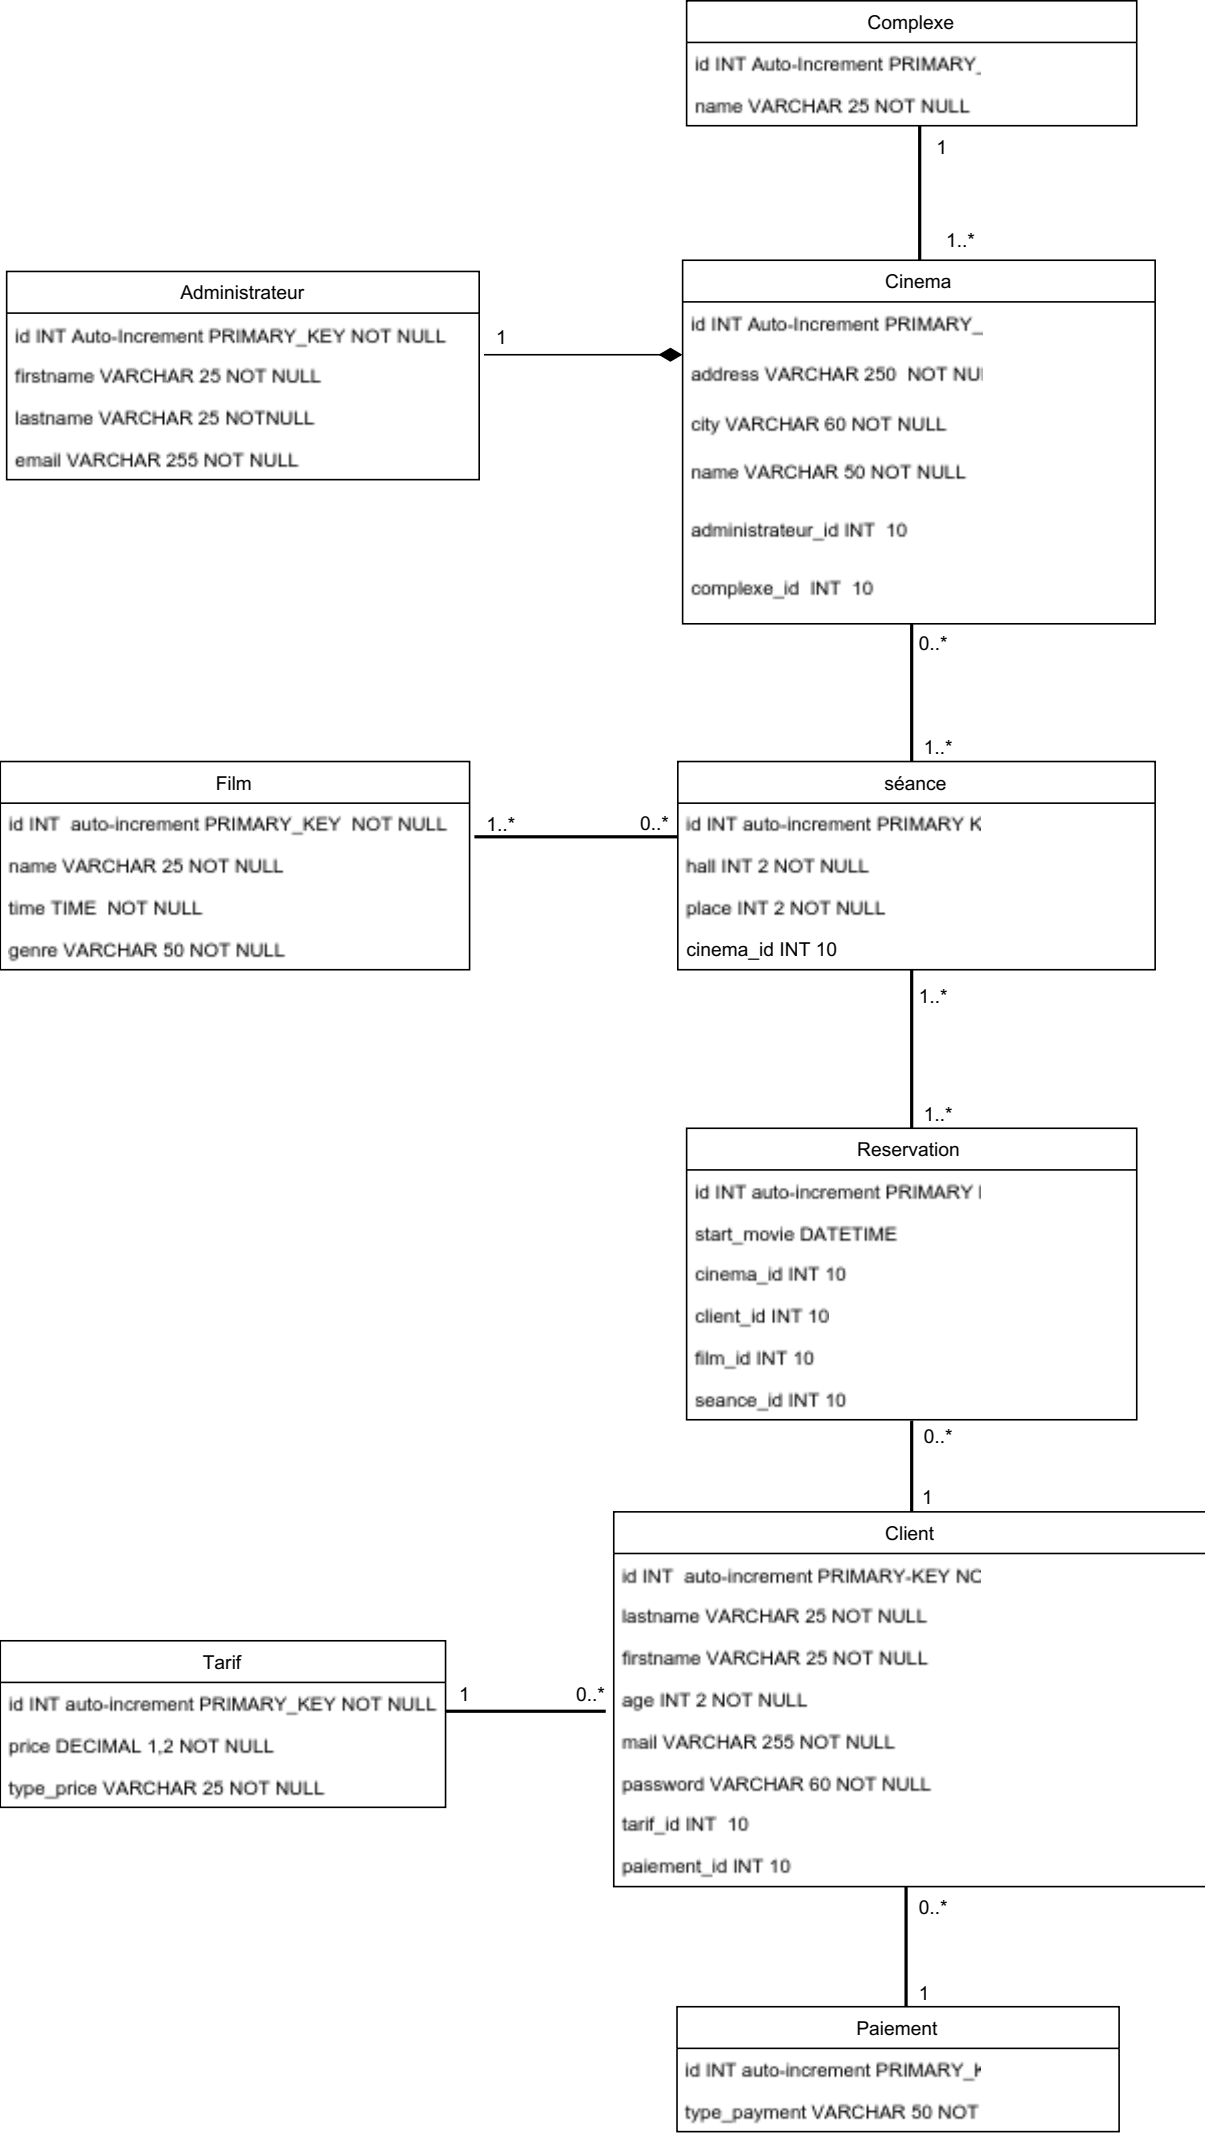 Complexe
id INT Auto-Increment PRIMARY_
name VARCHAR 25 NOT NULL
1
1..*
Cinema
id INT Auto-Increment PRIMARY_
address VARCHAR 250  NOT NUL
city VARCHAR 60 NOT NULL
name VARCHAR 50 NOT NULL
administrateur_id INT  10
complexe_id  INT  10
Administrateur
id INT Auto-Increment PRIMARY_KEY NOT NULL
firstname VARCHAR 25 NOT NULL
lastname VARCHAR 25 NOTNULL
email VARCHAR 255 NOT NULL
1
0..*
1..*
Film
id INT  auto-increment PRIMARY_KEY  NOT NULL
name VARCHAR 25 NOT NULL
time TIME  NOT NULL
genre VARCHAR 50 NOT NULL
1..*
0..*
séance
id INT auto-increment PRIMARY K
hall INT 2 NOT NULL
place INT 2 NOT NULL
cinema_id INT 10
1..*
1..*
Reservation
id INT auto-increment PRIMARY
start_movie DATETIME
cinema_id INT 10
client_id INT 10
film_id INT 10
seance_id INT 10
0..*
1
Client
id INT  auto-increment PRIMARY-KEY NO
lastname VARCHAR 25 NOT NULL
firstname VARCHAR 25 NOT NULL
age INT 2 NOT NULL
mail VARCHAR 255 NOT NULL
password VARCHAR 60 NOT NULL
tarif_id INT  10
paiement_id INT 10
Tarif
id INT auto-increment PRIMARY_KEY NOT NULL
price DECIMAL 1,2 NOT NULL
type_price VARCHAR 25 NOT NULL
1
0..*
0..*
1
Paiement
id INT auto-increment PRIMARY_K
type_payment VARCHAR 50 NOT